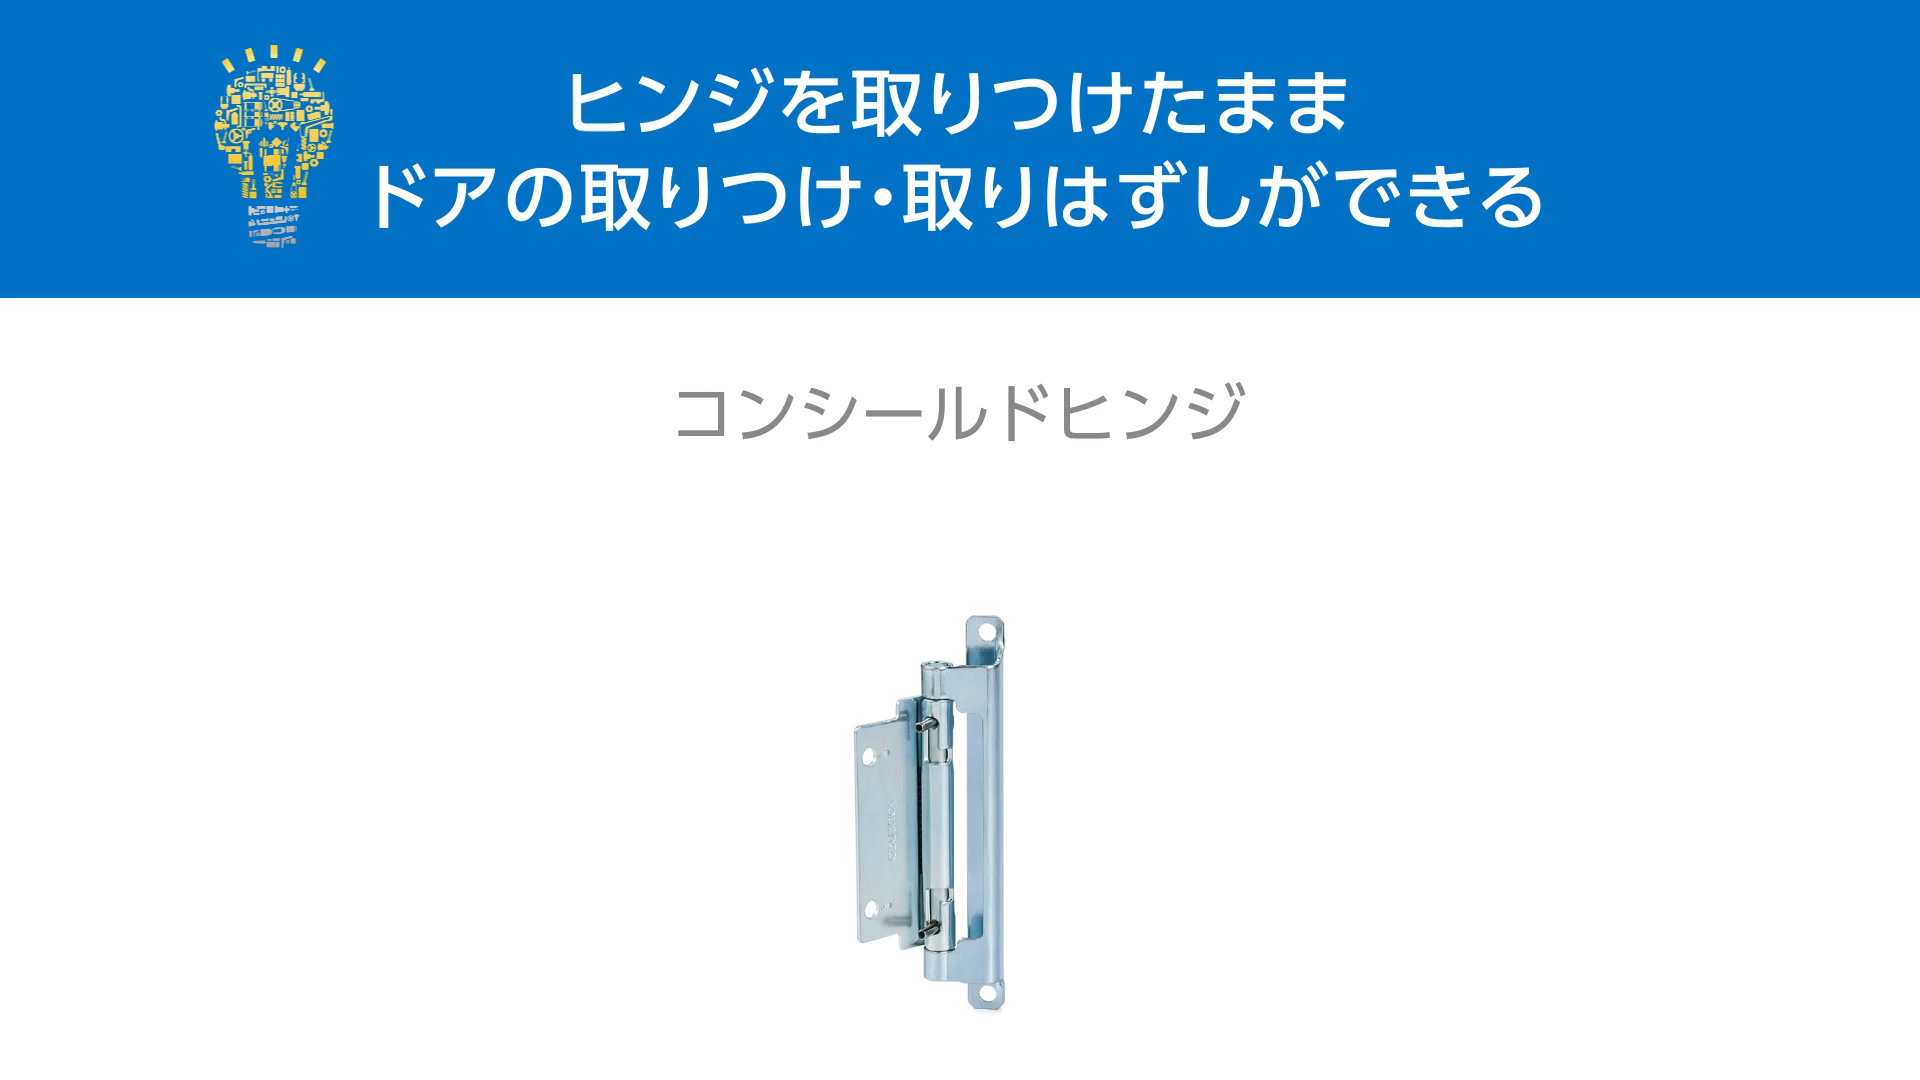 ヒンジを取りつけたまま
ドアの取りつけ・取りはずしができる
コンシールドヒンジ